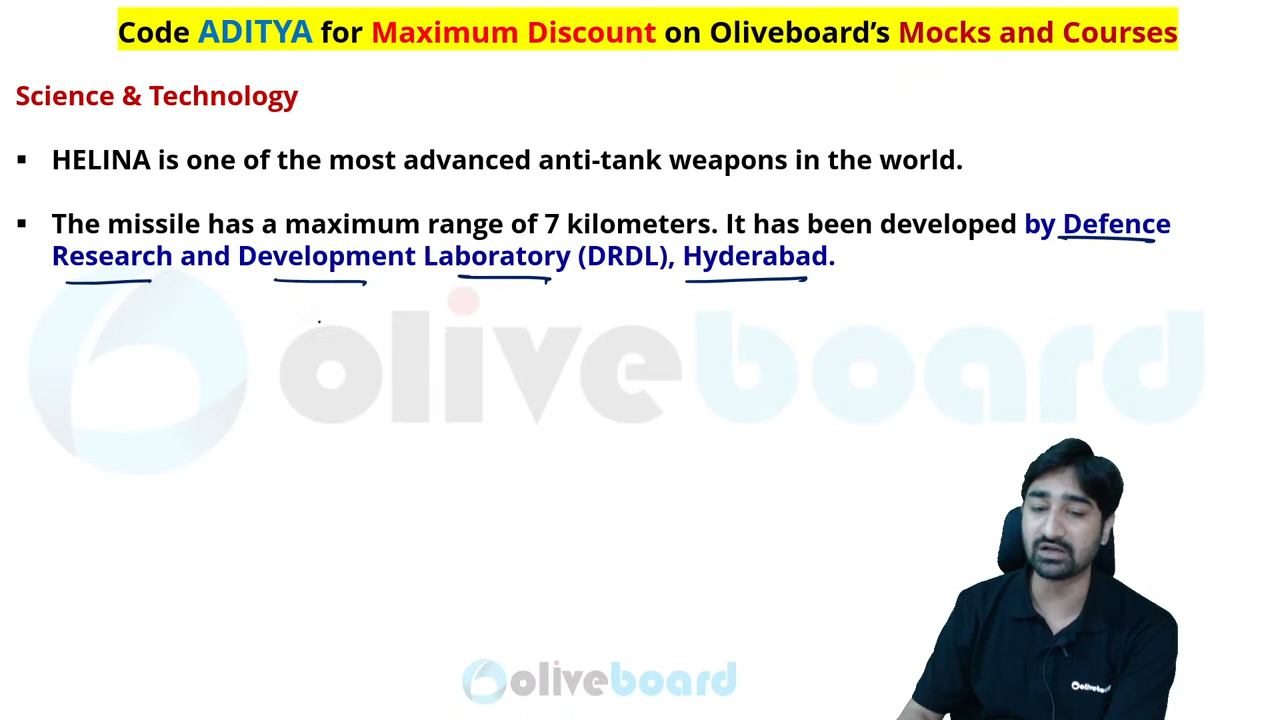 Code ADITYA for Maximum Discount on Oliveboard’s Mocks and Courses
Science & Technology
▪ HELINA is one of the most advanced anti-tank weapons in the world.
▪ The missile has a maximum range of 7 kilometers. It has been developed by Defence
Research and Development Laboratory (DRDL), Hyderabad.
oliveboard
oliveboard
oliveboard